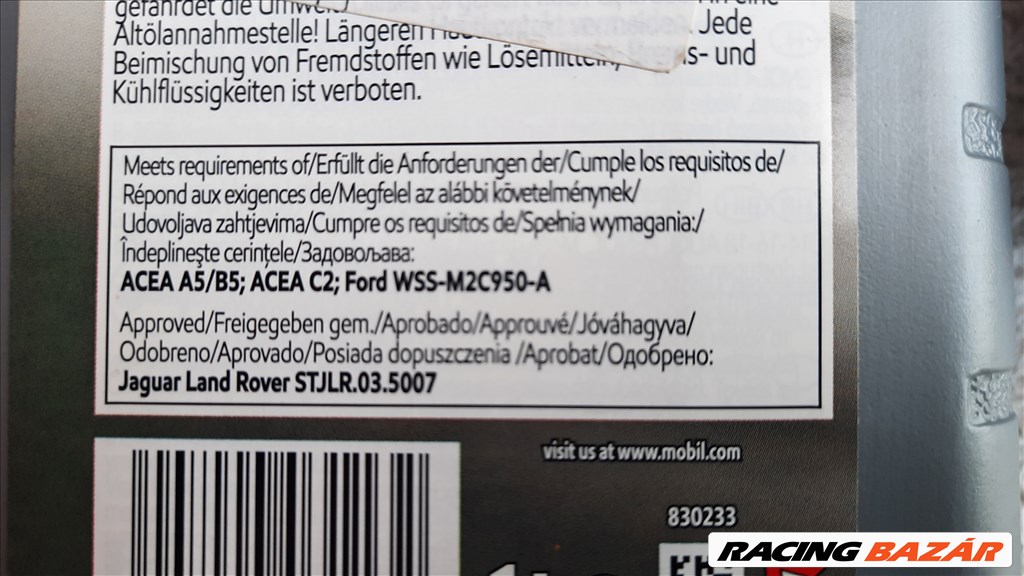 gefährdet die
Altölannahmestelle! Längeren Jede
Beimischung von Fremdstoffen wie Lösemitteln, s- und
Kühlflüssigkeiten ist verboten.
Meets requirements of/Erfüllt die Anforderungen der/Cumple los requisitos de/
Répond aux exigences de/Megfelel az alábbi követelménynek/
Udovoljava zahtjevima/Cumpre os requisitos de/Spełnia wymagania:/
Îndeplinește cerințele/Задовољава:
ACEA A5/B5; ACEA C2; Ford WSS-M2C950-A
Approved/Freigegeben gem./Aprobado/Approuvé/Jóváhagyva/
Odobreno/Aprovado/Posiada dopuszczenia /Aprobat/Одобрено:
Jaguar Land Rover STJLR.03.5007
visit us at www.mobil.com
830233
RACING BAZÁR